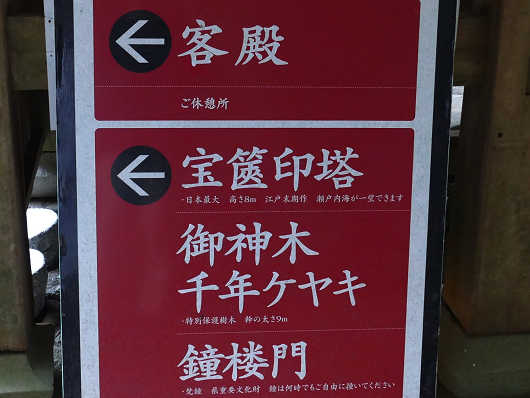 客殿
ご休憩所
宝篋印塔
・日本最大 高さ8m 江戸末期作 瀬戸内海が一望できます
御神木
千年ケヤキ
・特別保護樹木 幹の太さ9m
鐘楼門
・梵鐘 県重要文化財 鐘は何時でもご自由に撞いてください